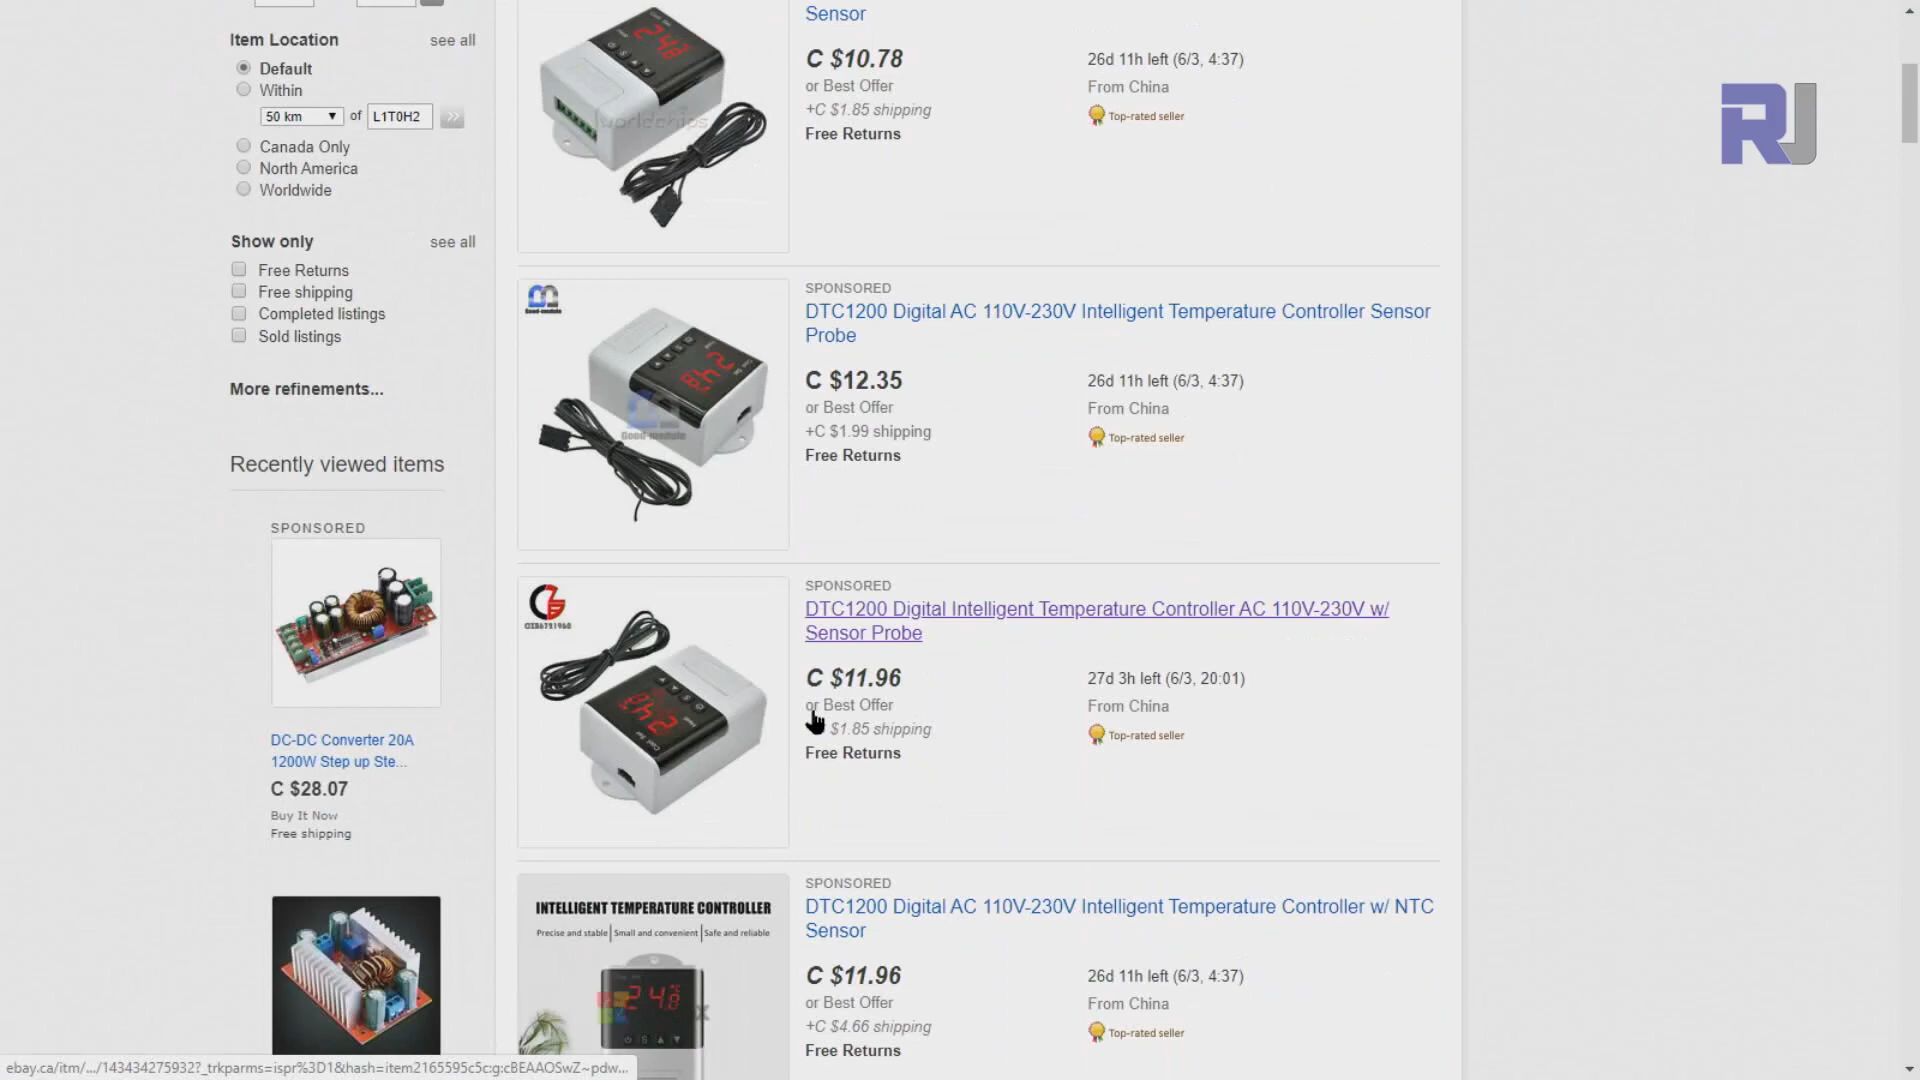 Item Location
see all
Default
Within
50 km
of
L1T0H2
Canada Only
North America
Worldwide
Show only
see all
Free Returns
Free shipping
Completed listings
Sold listings
More refinements...
Recently viewed items
SPONSORED
DC-DC Converter 20A
1200W Step up Ste...
C $28.07
Buy It Now
Free shipping
Sensor
C $10.78
or Best Offer
+C $1.85 shipping
Free Returns
26d 11h left (6/3, 4:37)
From China
Top-rated seller
worldchips
Good-module
Good-module
SPONSORED
DTC1200 Digital AC 110V-230V Intelligent Temperature Controller Sensor
Probe
C $12.35
or Best Offer
+C $1.99 shipping
Free Returns
26d 11h left (6/3, 4:37)
From China
Top-rated seller
SPONSORED
DTC1200 Digital Intelligent Temperature Controller AC 110V-230V w/
Sensor Probe
C $11.96
or Best Offer
$1.85 shipping
Free Returns
27d 3h left (6/3, 20:01)
From China
Top-rated seller
INTELLIGENT TEMPERATURE CONTROLLER
Precise and stable | Small and convenient | Safe and reliable
SPONSORED
DTC1200 Digital AC 110V-230V Intelligent Temperature Controller w/ NTC
Sensor
C $11.96
or Best Offer
+C $4.66 shipping
Free Returns
26d 11h left (6/3, 4:37)
From China
Top-rated seller
RJ
ebay.ca/itm/.../143434275932?_trkparms=ispr%3D1&hash=item2165595c5c:g:cBEAAOSwZ~pdw...